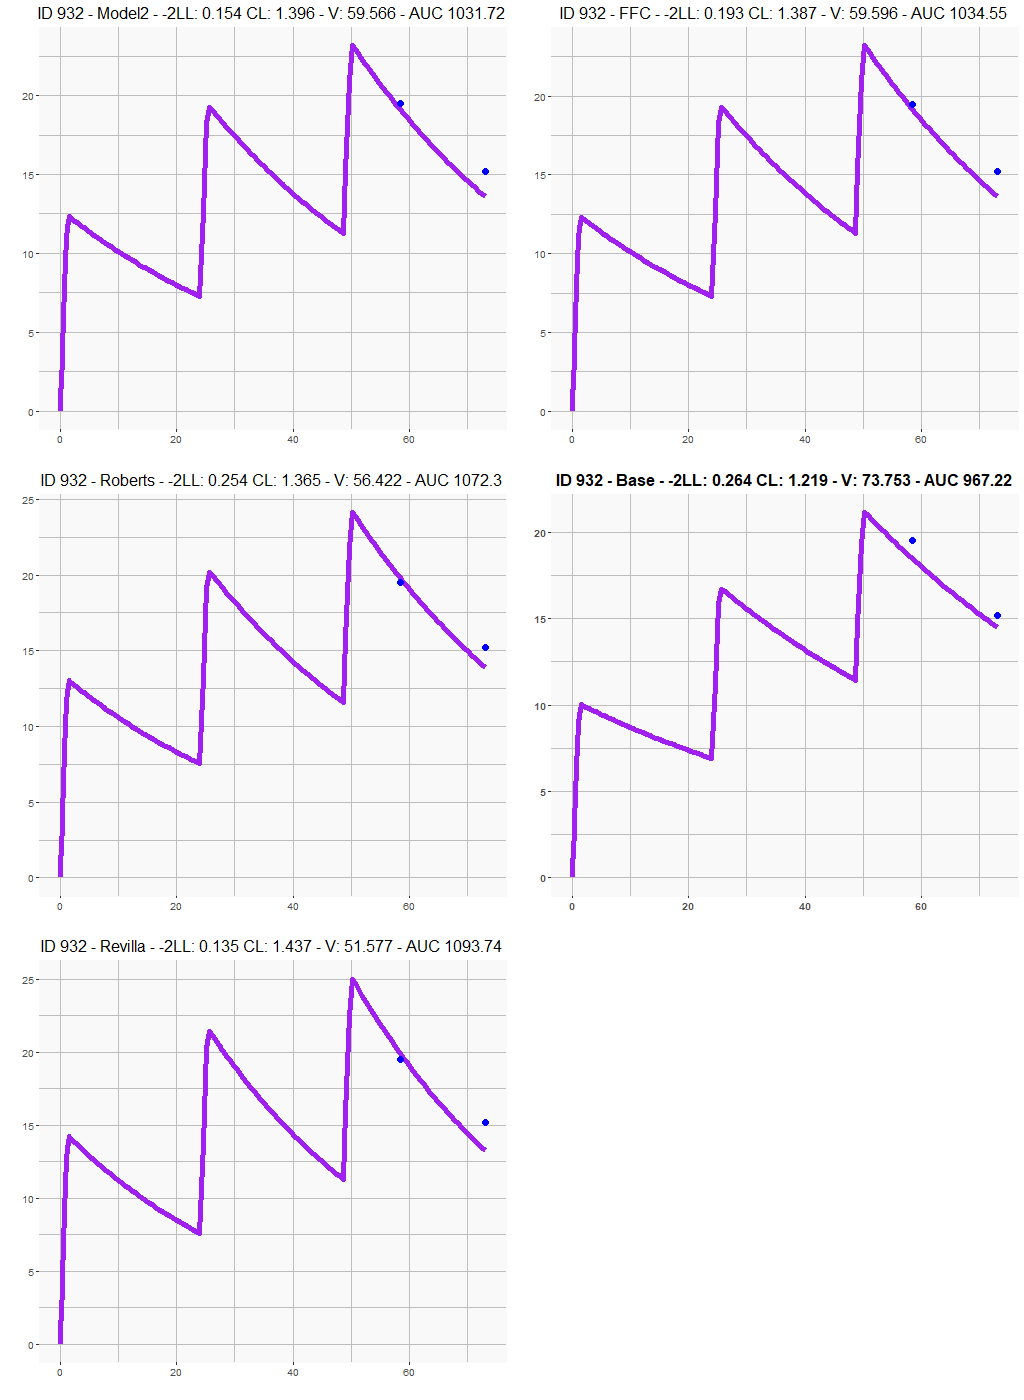 ID 932 - Model2 - -2LL: 0.154 CL: 1.396 - V: 59.566 - AUC 1031.72
20
15
10
5
0
0 20 40 60
ID 932 - FFC - -2LL: 0.193 CL: 1.387 - V: 59.596 - AUC 1034.55
20
15
10
5
0
0 20 40 60
ID 932 - Roberts - -2LL: 0.254 CL: 1.365 - V: 56.422 - AUC 1072.3
25
20
15
10
5
0
0 20 40 60
ID 932 - Base - -2LL: 0.264 CL: 1.219 - V: 73.753 - AUC 967.22
20
15
10
5
0
0 20 40 60
ID 932 - Revilla - -2LL: 0.135 CL: 1.437 - V: 51.577 - AUC 1093.74
25
20
15
10
5
0
0 20 40 60